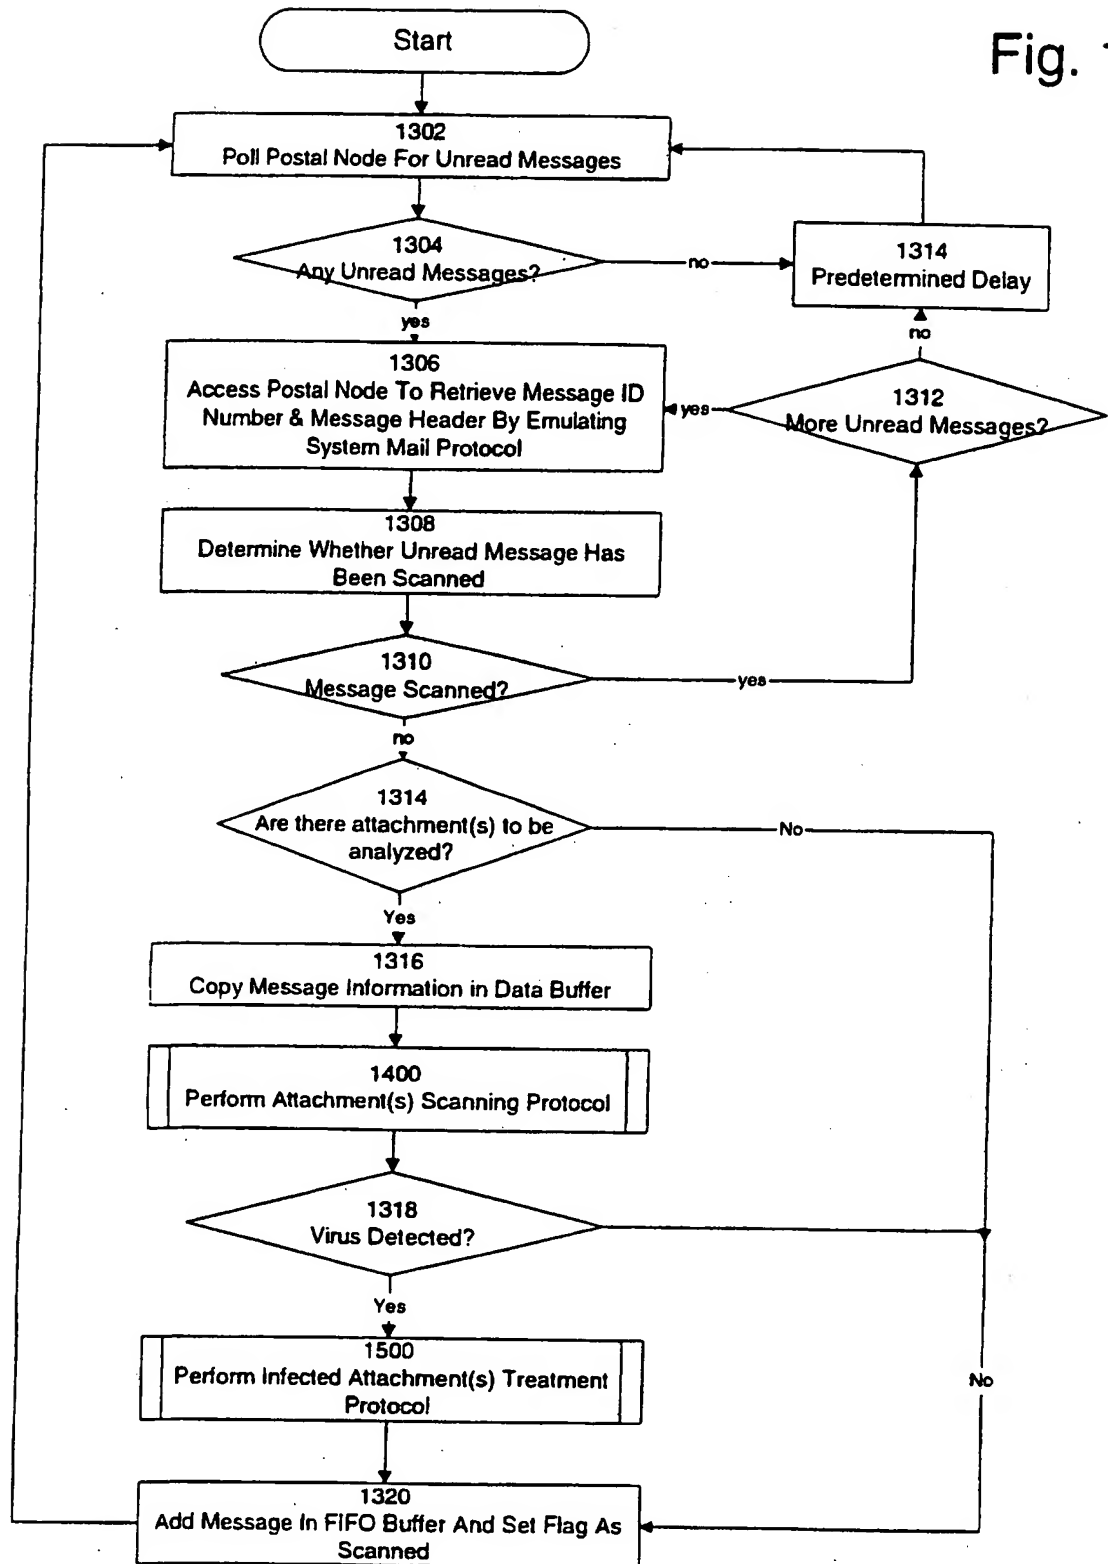 Start
Fig.
1302
Poll Postal Node For Unread Messages
1304
Any Unread Messages?
no
1314
Predetermined Delay
yes
no
1306
Access Postal Node To Retrieve Message ID
Number & Message Header By Emulating
System Mail Protocol
yes
1312
More Unread Messages?
1308
Determine Whether Unread Message Has
Been Scanned
1310
Message Scanned?
yes
no
1314
Are there attachment(s) to be
analyzed?
No
Yes
1316
Copy Message Information in Data Buffer
1400
Perform Attachment(s) Scanning Protocol
1318
Virus Detected?
Yes
1500
Perform Infected Attachment(s) Treatment
Protocol
No
1320
Add Message In FIFO Buffer And Set Flag As
Scanned